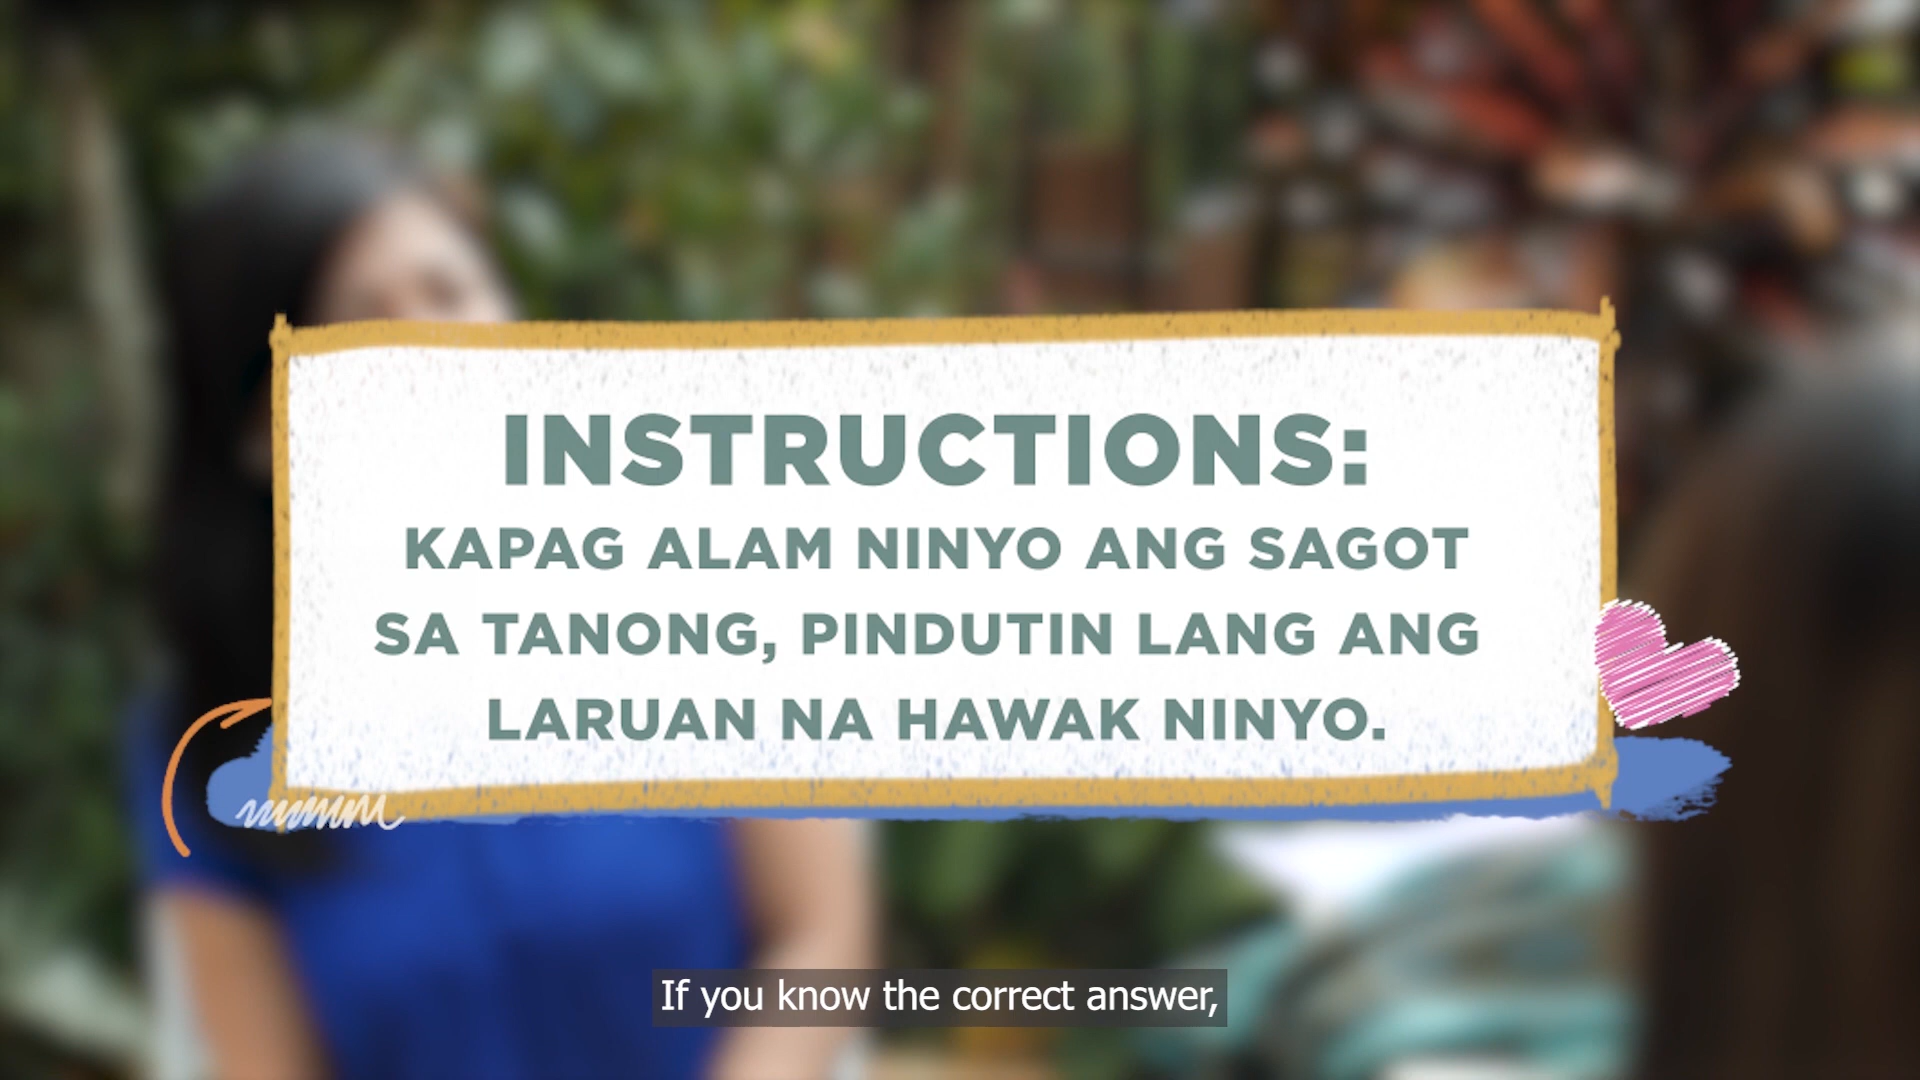 INSTRUCTIONS:
KAPAG ALAM NINYO ANG SAGOT
SA TANONG, PINDUTIN LANG ANG
LARUAN NA HAWAK NINYO.
If you know the correct answer,